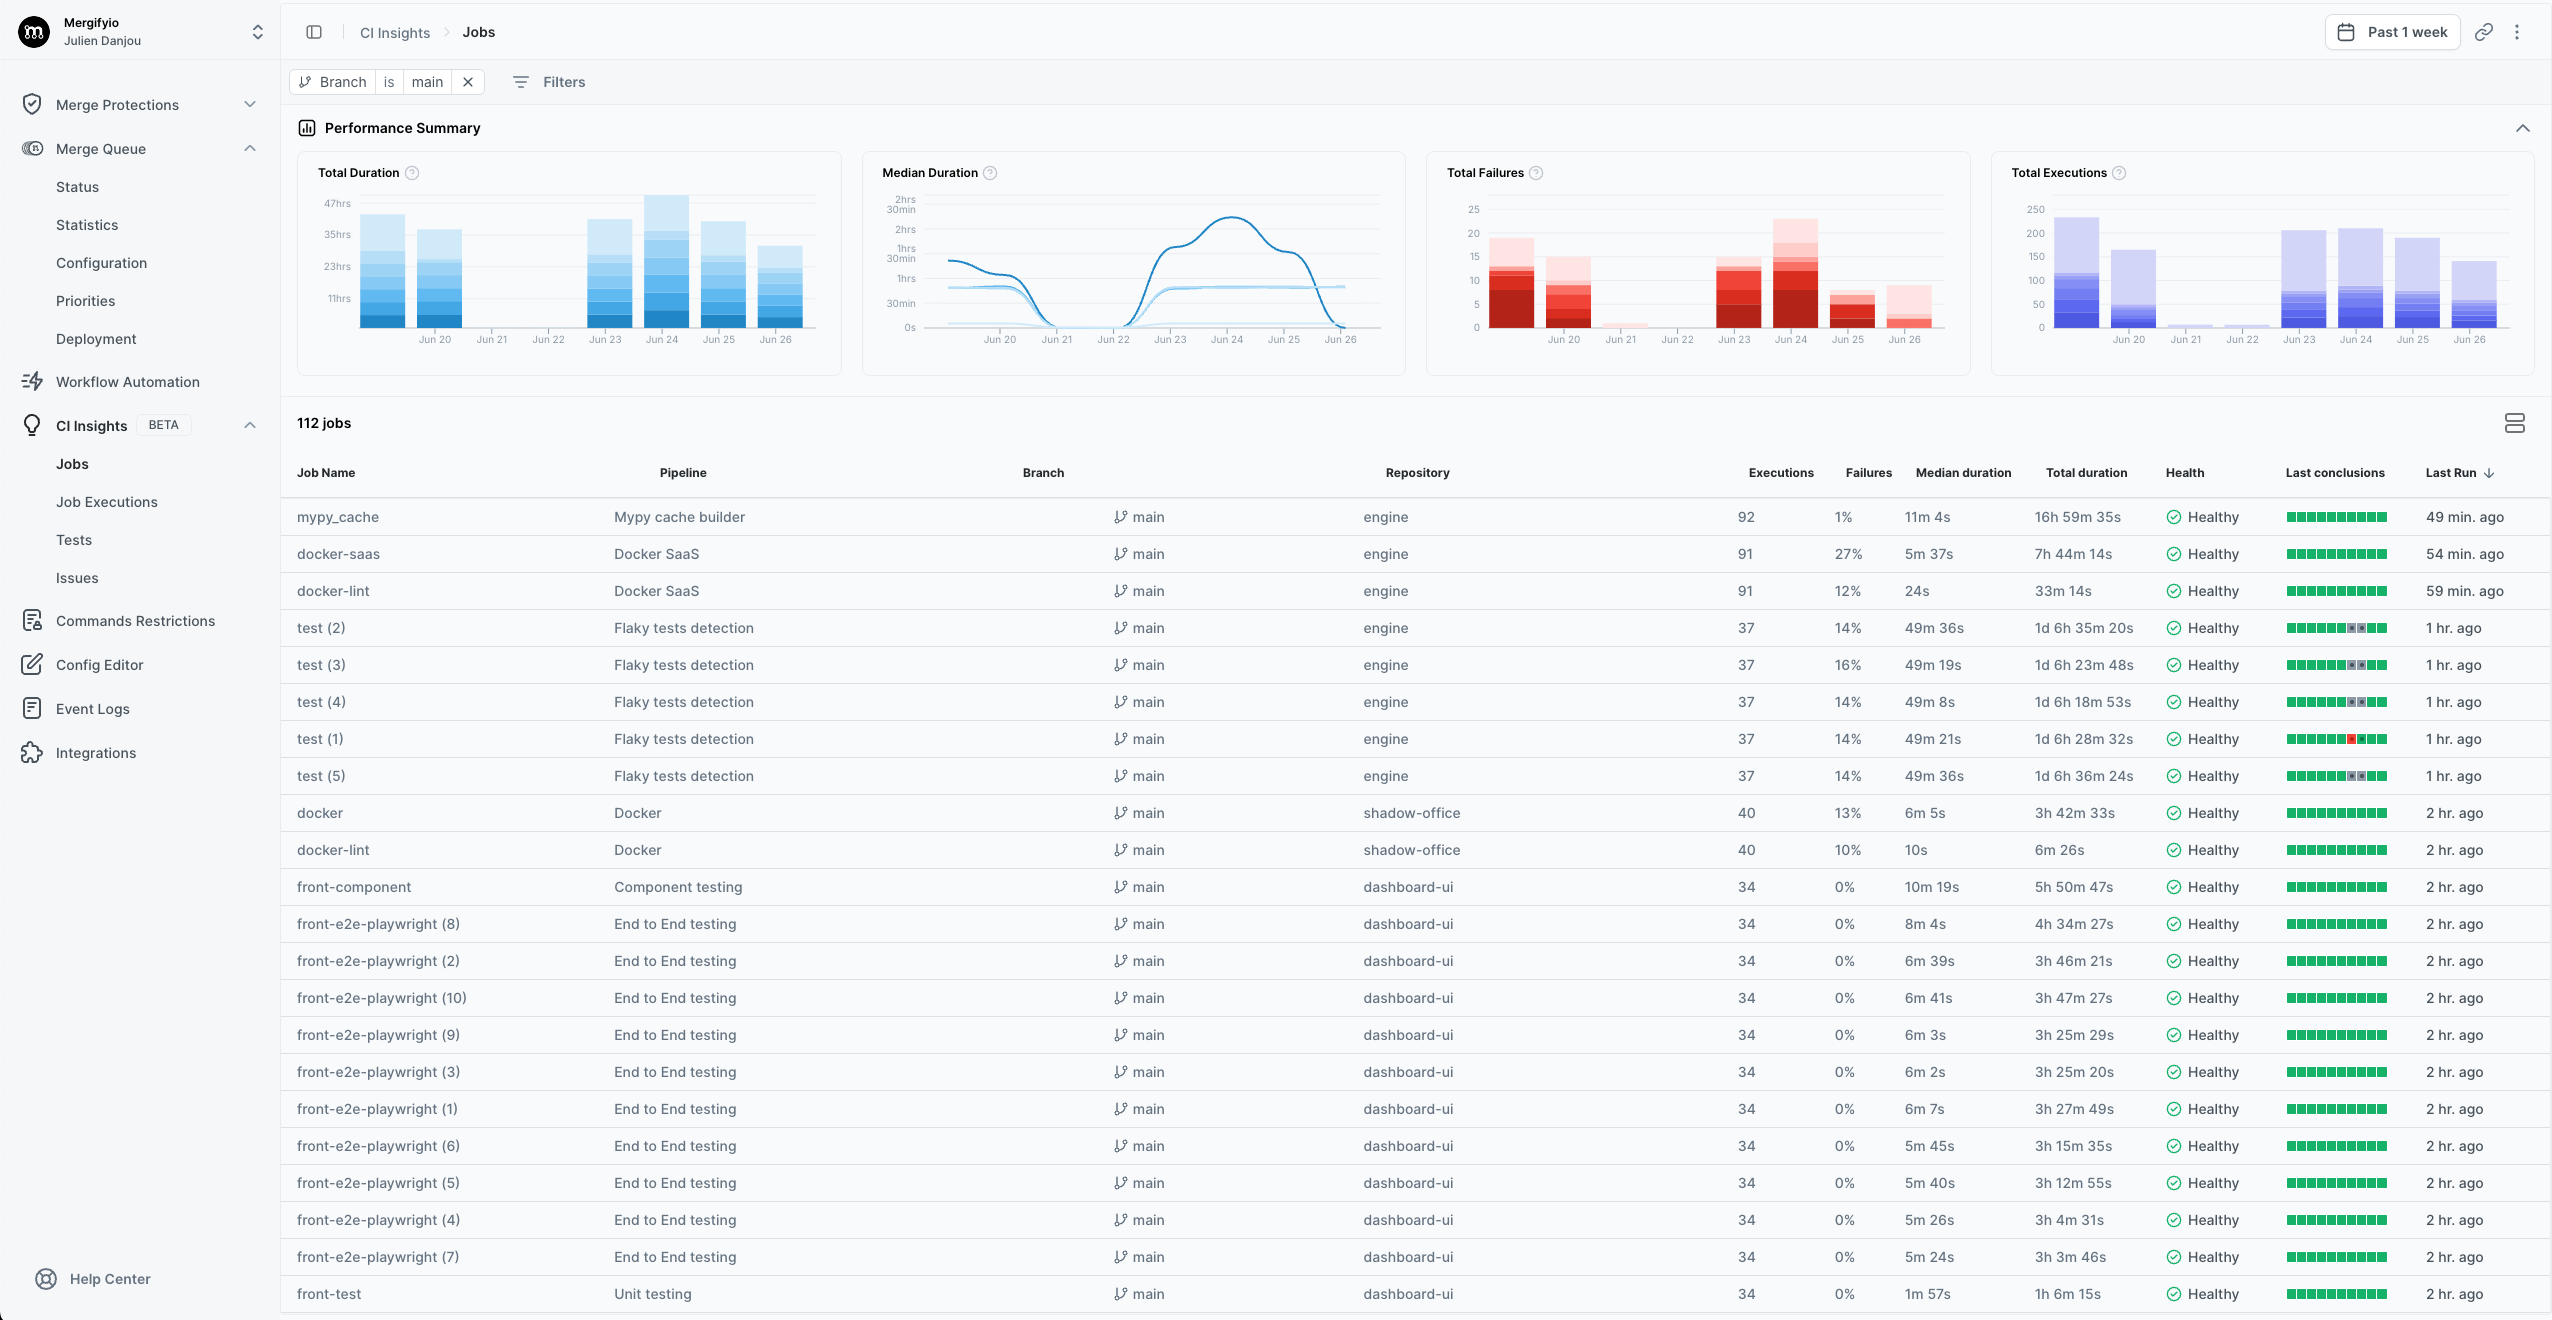 Mergifyio
Julien Danjou
Merge Protections
Merge Queue
Status
Statistics
Configuration
Priorities
Deployment
Workflow Automation
CI Insights BETA
Jobs
Job Executions
Tests
Issues
Commands Restrictions
Config Editor
Event Logs
Integrations
Help Center
CI Insights Jobs
Past 1 week
Branch is main
Filters
Performance Summary
Total Duration
47hrs
35hrs
23hrs
11hrs
Jun 20 Jun 21 Jun 22 Jun 23 Jun 24 Jun 25 Jun 26
Median Duration
2hrs
30min
2hrs
1hrs
30min
1hrs
30min
0s
Jun 20 Jun 21 Jun 22 Jun 23 Jun 24 Jun 25 Jun 26
Total Failures
25
20
15
10
5
0
Jun 20 Jun 21 Jun 22 Jun 23 Jun 24 Jun 25 Jun 26
Total Executions
250
200
150
100
50
0
Jun 20 Jun 21 Jun 22 Jun 23 Jun 24 Jun 25 Jun 26
112 jobs
Job Name Pipeline Branch Repository Executions Failures Median duration Total duration Health Last conclusions Last Run
mypy_cache Mypy cache builder main engine 92 1% 11m 4s 16h 59m 35s Healthy 49 min. ago
docker-saas Docker SaaS main engine 91 27% 5m 37s 7h 44m 14s Healthy 54 min. ago
docker-lint Docker SaaS main engine 91 12% 24s 33m 14s Healthy 59 min. ago
test (2) Flaky tests detection main engine 37 14% 49m 36s 1d 6h 35m 20s Healthy 1 hr. ago
test (3) Flaky tests detection main engine 37 16% 49m 19s 1d 6h 23m 48s Healthy 1 hr. ago
test (4) Flaky tests detection main engine 37 14% 49m 8s 1d 6h 18m 53s Healthy 1 hr. ago
test (1) Flaky tests detection main engine 37 14% 49m 21s 1d 6h 28m 32s Healthy 1 hr. ago
test (5) Flaky tests detection main engine 37 14% 49m 36s 1d 6h 36m 24s Healthy 1 hr. ago
docker Docker main shadow-office 40 13% 6m 5s 3h 42m 33s Healthy 2 hr. ago
docker-lint Docker main shadow-office 40 10% 10s 6m 26s Healthy 2 hr. ago
front-component Component testing main dashboard-ui 34 0% 10m 19s 5h 50m 47s Healthy 2 hr. ago
front-e2e-playwright (8) End to End testing main dashboard-ui 34 0% 8m 4s 4h 34m 27s Healthy 2 hr. ago
front-e2e-playwright (2) End to End testing main dashboard-ui 34 0% 6m 39s 3h 46m 21s Healthy 2 hr. ago
front-e2e-playwright (10) End to End testing main dashboard-ui 34 0% 6m 41s 3h 47m 27s Healthy 2 hr. ago
front-e2e-playwright (9) End to End testing main dashboard-ui 34 0% 6m 3s 3h 25m 29s Healthy 2 hr. ago
front-e2e-playwright (3) End to End testing main dashboard-ui 34 0% 6m 2s 3h 25m 20s Healthy 2 hr. ago
front-e2e-playwright (1) End to End testing main dashboard-ui 34 0% 6m 7s 3h 27m 49s Healthy 2 hr. ago
front-e2e-playwright (6) End to End testing main dashboard-ui 34 0% 5m 45s 3h 15m 35s Healthy 2 hr. ago
front-e2e-playwright (5) End to End testing main dashboard-ui 34 0% 5m 40s 3h 12m 55s Healthy 2 hr. ago
front-e2e-playwright (4) End to End testing main dashboard-ui 34 0% 5m 26s 3h 4m 31s Healthy 2 hr. ago
front-e2e-playwright (7) End to End testing main dashboard-ui 34 0% 5m 24s 3h 3m 46s Healthy 2 hr. ago
front-test Unit testing main dashboard-ui 34 0% 1m 57s 1h 6m 15s Healthy 2 hr. ago